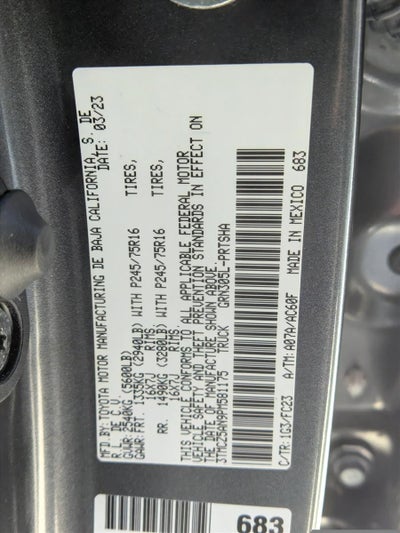 MFD.BY:TOYOTA MOTOR MANUFACTURING DE BAJA CALIFORNIA, S. DE
R. L. DE C.V. DATE: 03/23
GVWR:2540KG(5600LB)
GAWR:FRT. 1335KG (2940LB) WITH P245/75R16 TIRES,
16X7J RIMS.
RR. 1490KG (3280LB) WITH P245/75R16 TIRES,
16X7J RIMS.
THIS VEHICLE CONFORMS TO ALL APPLICABLE FEDERAL MOTOR
VEHICLE SAFETY AND THEFT PREVENTION STANDARDS IN EFFECT ON
THE DATE OF MANUFACTURE SHOWN ABOVE.
3TMCZ5AN9PM581175 TRUCK GRN305L-PRTSHA
C/TR: 1G3/FC23 A/TM: A07A/AC60F MADE IN MEXICO 683
683